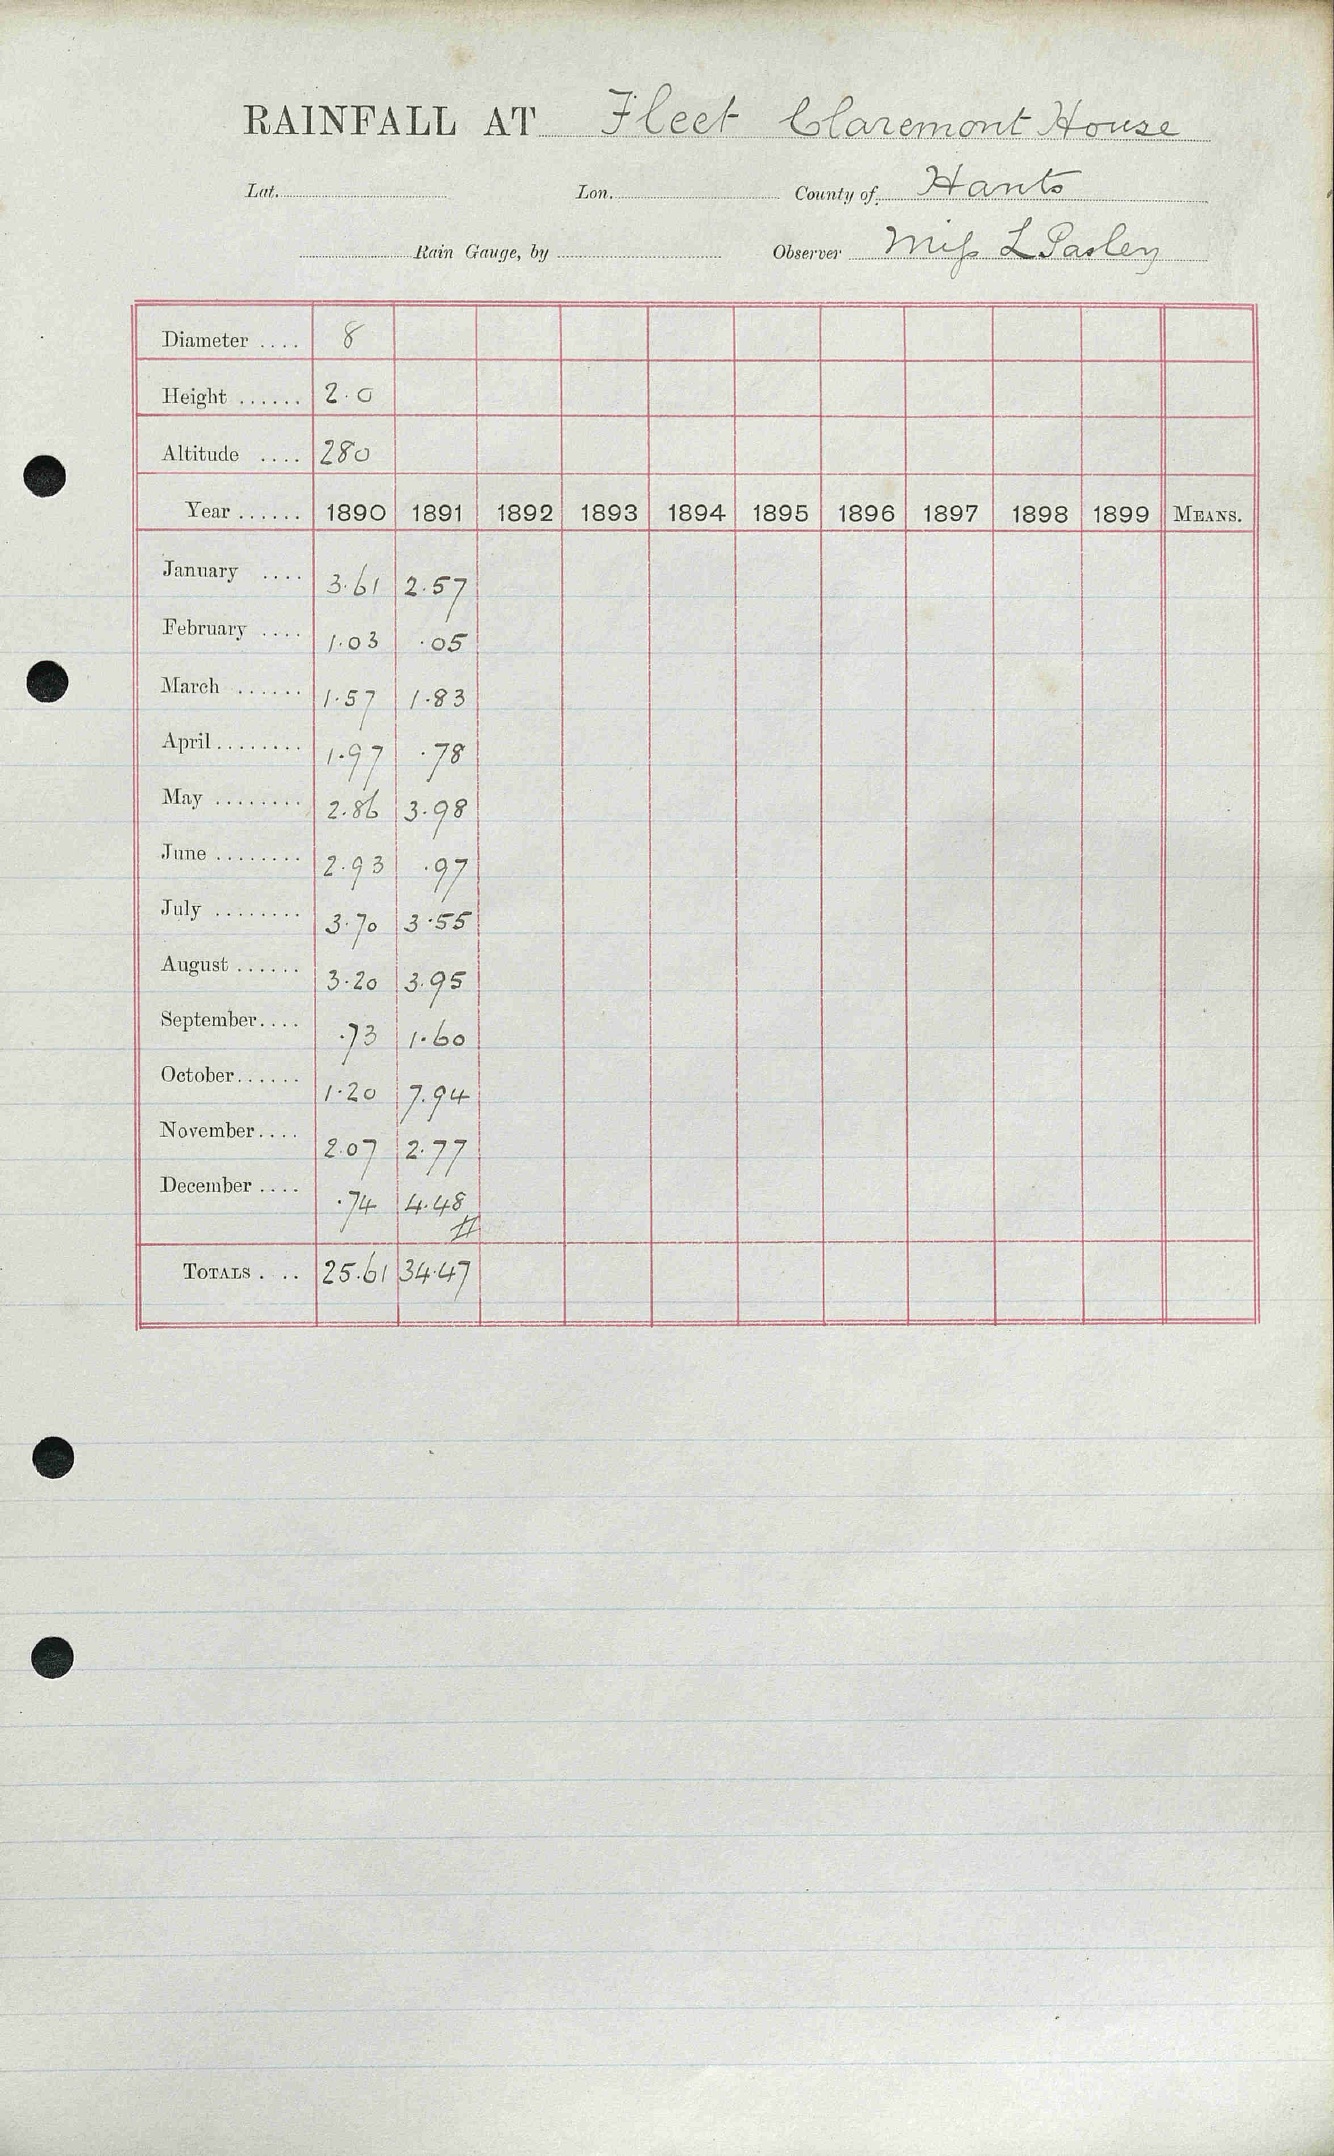 RAINFALL AT Fleet Claremont House
Lat. Lon. County of Hants
Rain Gauge, by Observer Miss L Pasley
Diameter .... 8
Height ...... 2.0
Altitude .... 280
Year ...... 1890 1891 1892 1893 1894 1895 1896 1897 1898 1899 MEANS.
January .... 3.61 2.57
February .... 1.03 .05
March ...... 1.57 1.83
April ........ 1.97 .78
May ........ 2.86 3.98
June ........ 2.93 .97
July ........ 3.70 3.55
August ...... 3.20 3.95
September.... .73 1.60
October...... 1.20 7.94
November.... 2.07 2.77
December .... .74 4.48
#
TOTALS . .. 25.61 34.47